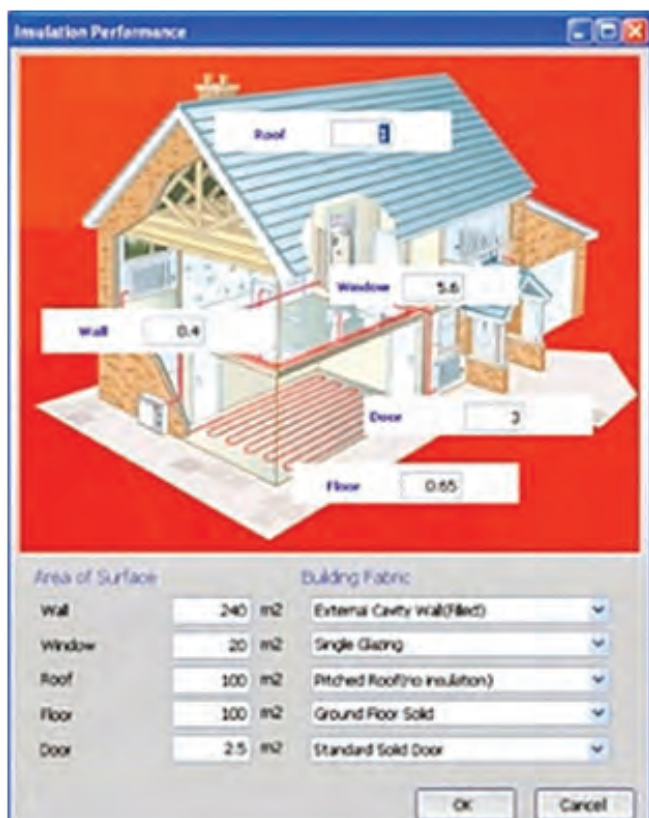 Insulation Performance
Roof
Window 5.6
Wall 0.4
Door 3
Floor 0.65
Area of Surface Building Fabric
Wall 240 m2 External Cavity Wall(Filled)
Window 20 m2 Single Glazing
Roof 100 m2 Pitched Roof(no insulation)
Floor 100 m2 Ground Floor Solid
Door 2.5 m2 Standard Solid Door
OK Cancel